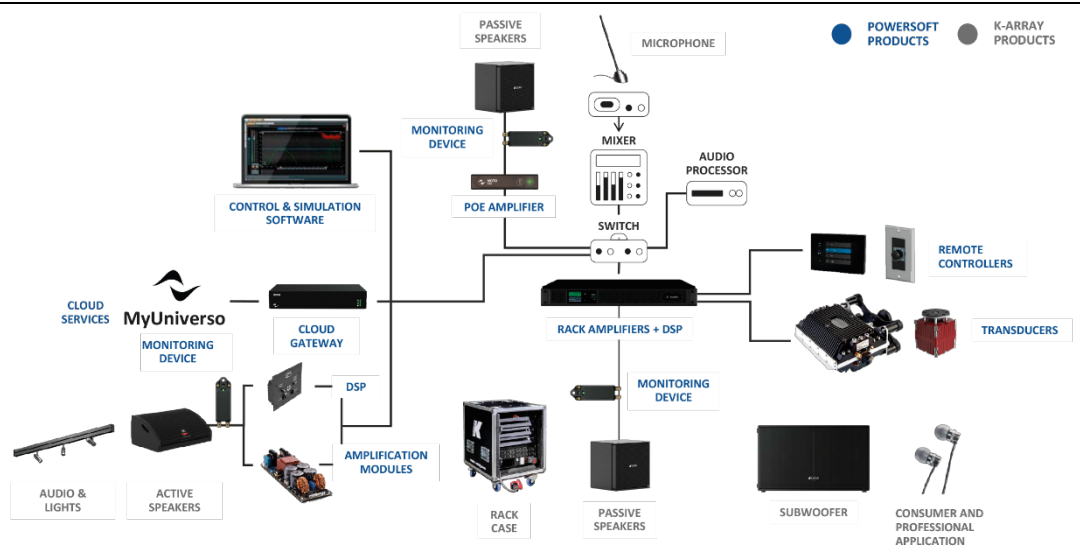 PASSIVE
SPEAKERS
MICROPHONE
POWERSOFT
PRODUCTS
K-ARRAY
PRODUCTS
MONITORING
DEVICE
MIXER
AUDIO
PROCESSOR
CONTROL & SIMULATION
SOFTWARE
POE AMPLIFIER
SWITCH
REMOTE
CONTROLLERS
CLOUD
SERVICES
MyUniverso
CLOUD
GATEWAY
RACK AMPLIFIERS + DSP
TRANSDUCERS
MONITORING
DEVICE
DSP
MONITORING
DEVICE
K
AMPLIFICATION
MODULES
AUDIO &
LIGHTS
ACTIVE
SPEAKERS
RACK
CASE
PASSIVE
SPEAKERS
SUBWOOFER
CONSUMER AND
PROFESSIONAL
APPLICATION